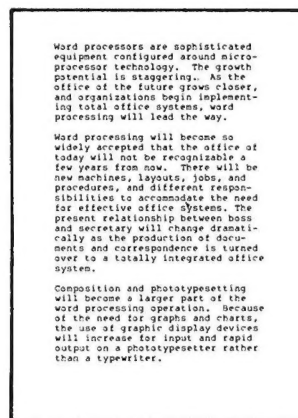 Word processors are sophisticated
equipment configured around micro-
processor technology. The growth
potential is staggering. As the
office of the future grows closer,
and organizations begin implement-
ing total office systems, word
processing will lead the way.
Word processing will become so
widely accepted that the office of
today will not be recognizable a
few years from now. There will be
new machines, layouts, jobs, and
procedures, and different respon-
sibilities to accommodate the need
for effective office systems. The
present relationship between boss
and secretary will change dramati-
cally as the production of docu-
ments and correspondence is turned
over to a totally integrated office
system.
Composition and phototypesetting
will become a larger part of the
word processing operation. Because
of the need for graphs and charts,
the use of graphic display devices
will increase for input and rapid
output on a phototypesetter rather
than a typewriter.